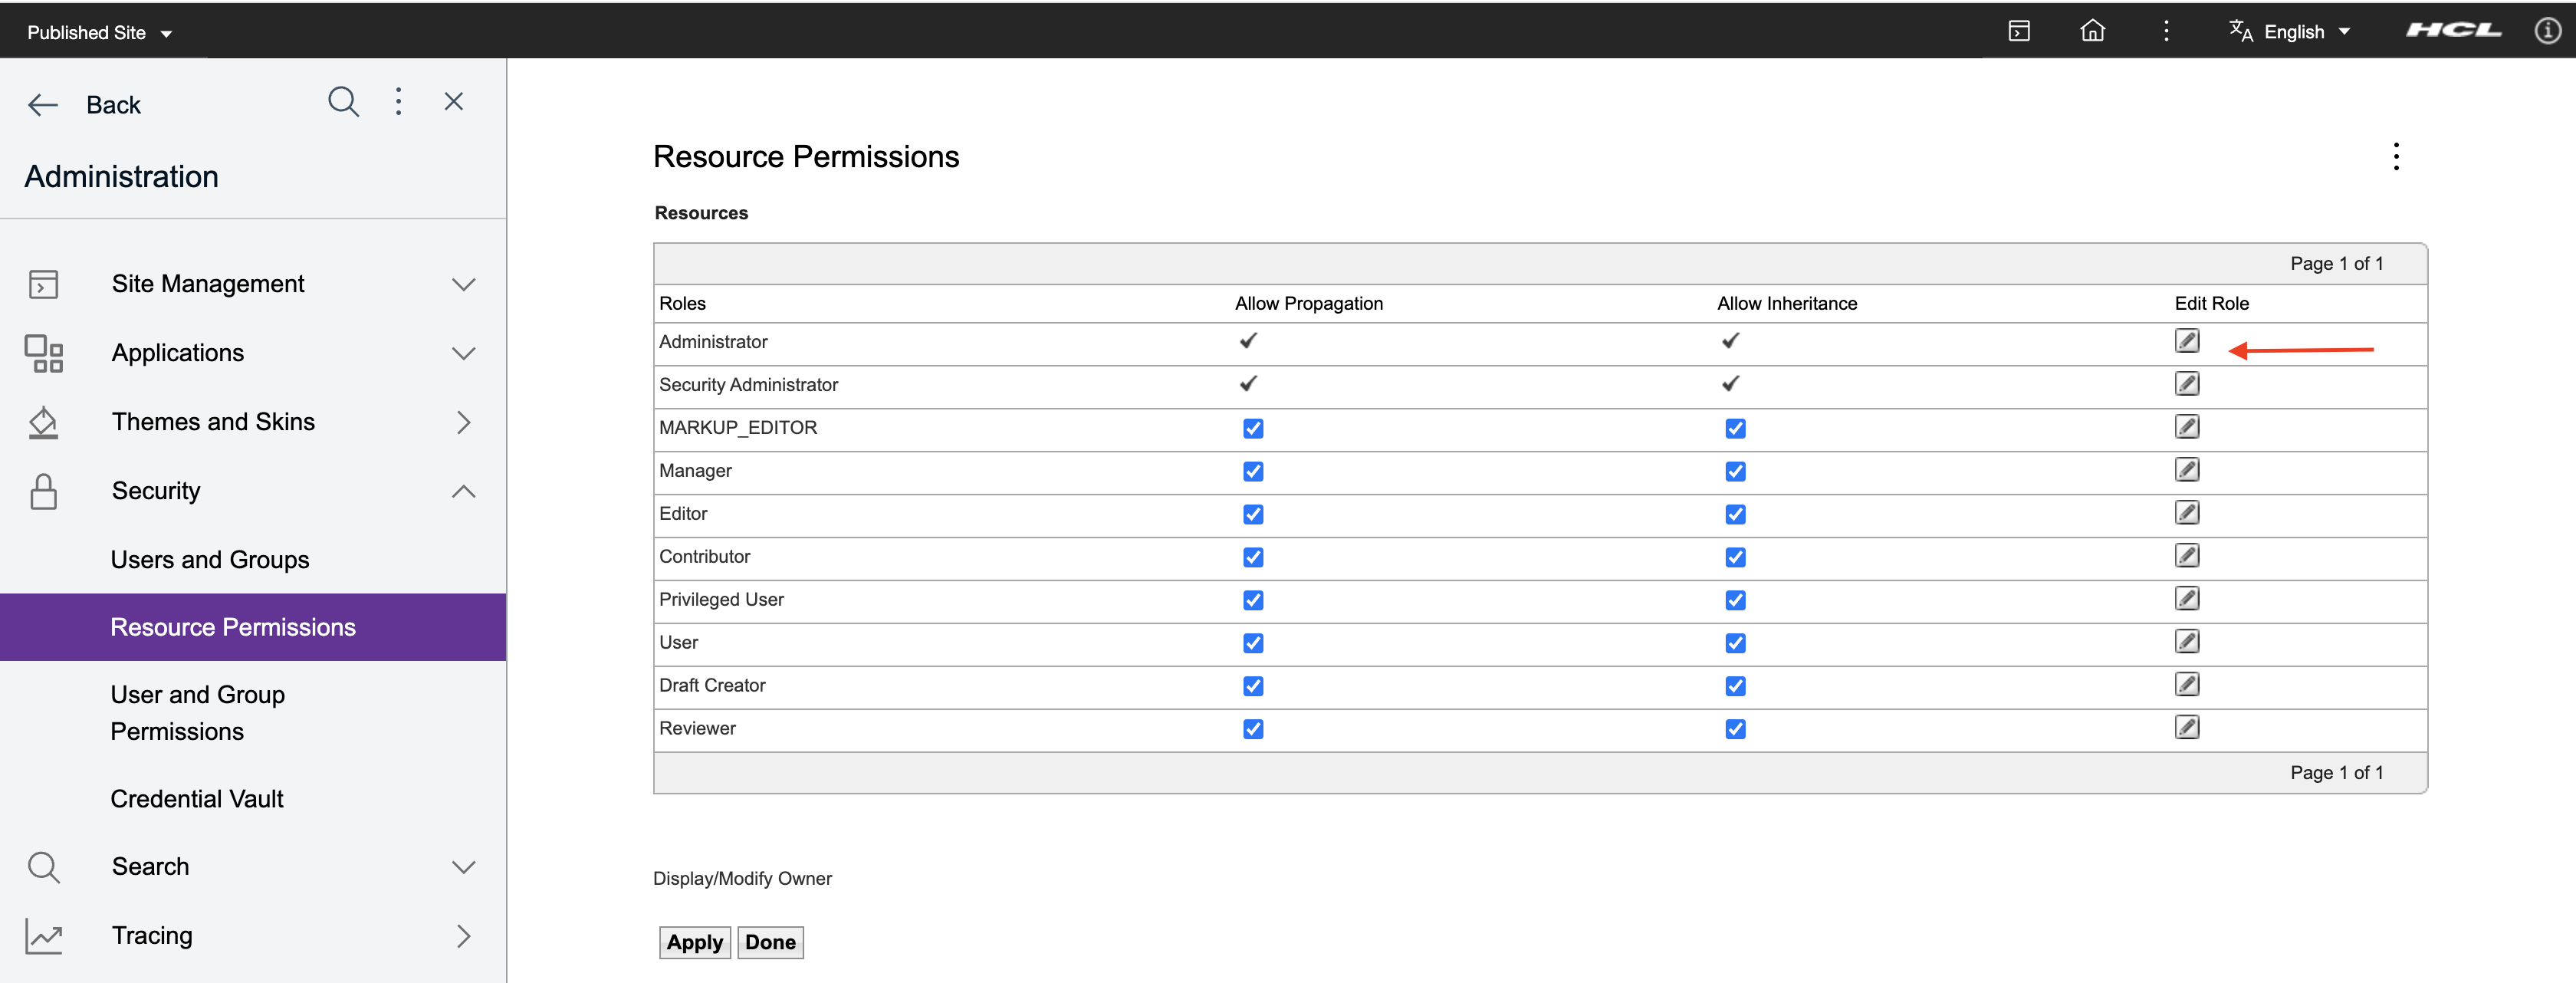 Published Site
English
HCL
Back
Administration
Site Management
Applications
Themes and Skins
Security
Users and Groups
Resource Permissions
User and Group
Permissions
Credential Vault
Search
Tracing
Resource Permissions
Resources
Page 1 of 1
Roles Allow Propagation Allow Inheritance Edit Role
Administrator
Security Administrator
MARKUP_EDITOR
Manager
Editor
Contributor
Privileged User
User
Draft Creator
Reviewer
Page 1 of 1
Display/Modify Owner
Apply Done